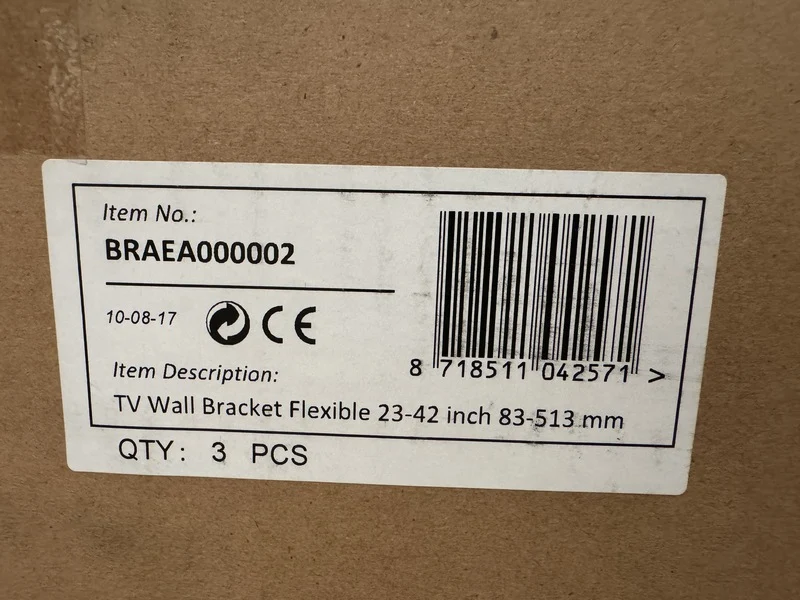 Item No.:
BRAEA000002
10-08-17 CE
8 718511 042571 >
Item Description:
TV Wall Bracket Flexible 23-42 inch 83-513 mm
QTY: 3 PCS